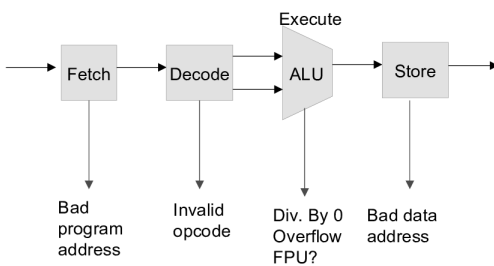 Execute
Fetch
Decode
ALU
Store
Bad
program
address
Invalid
opcode
Div. By 0
Overflow
FPU?
Bad data
address